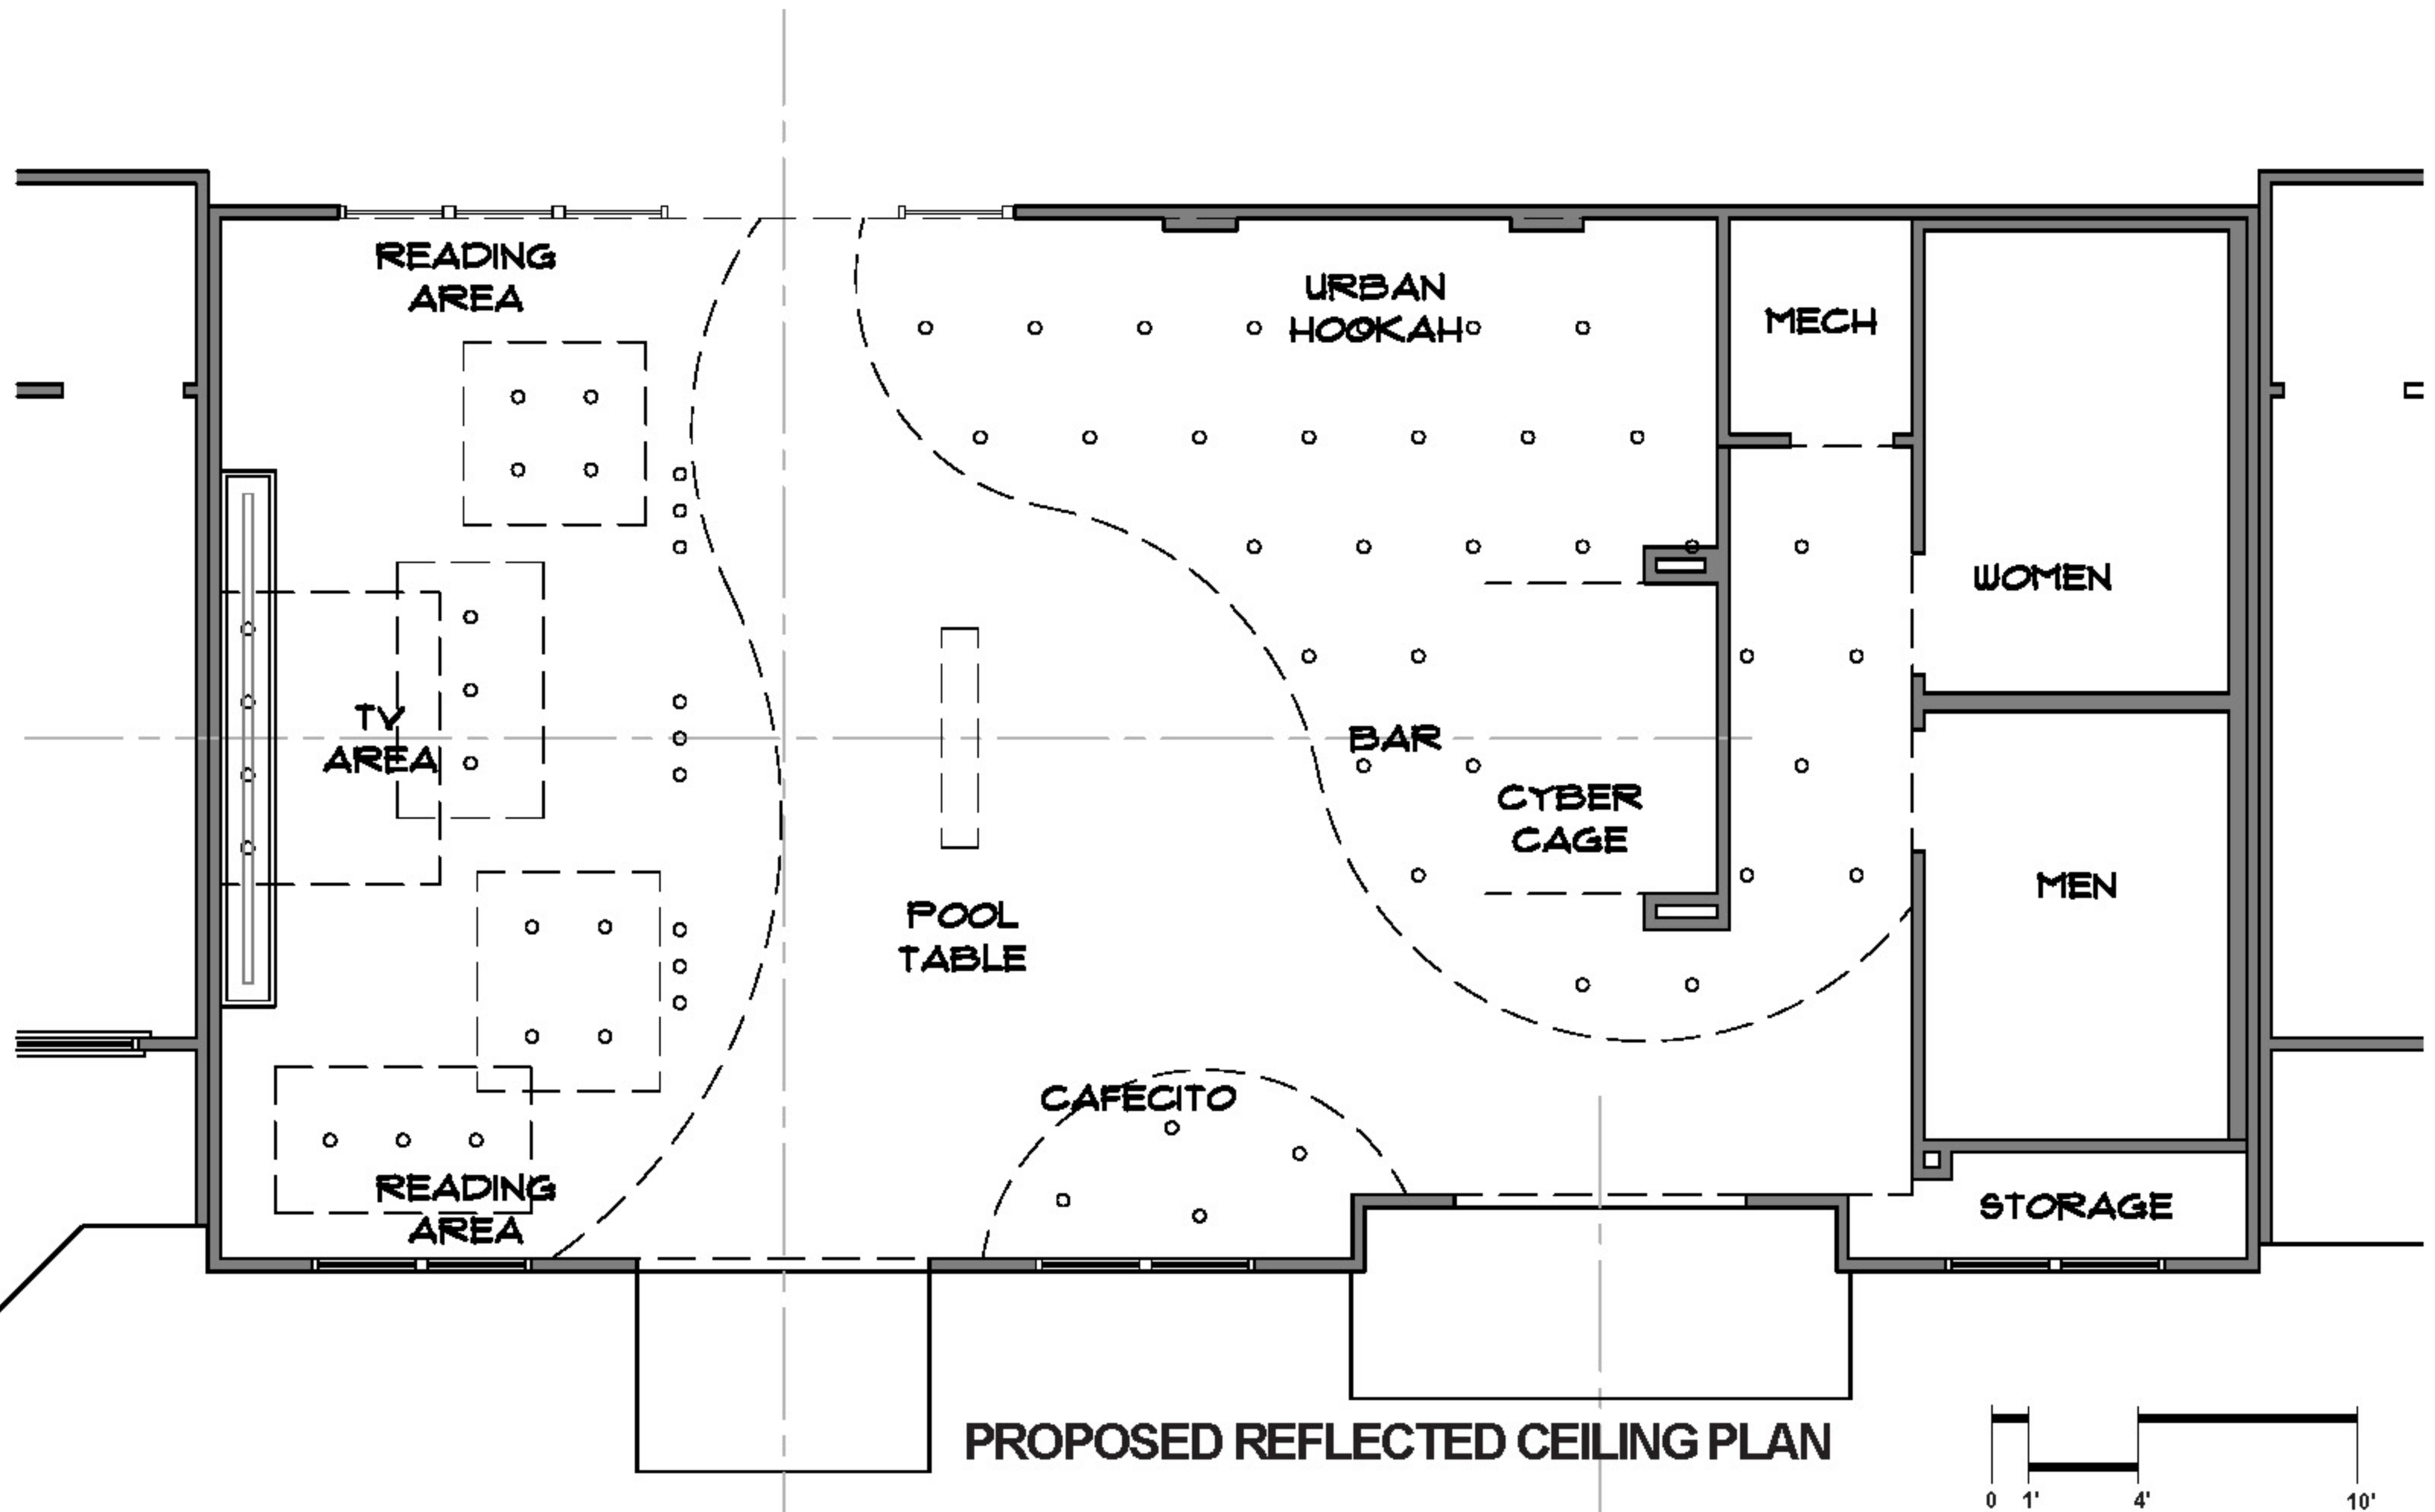 READING
AREA
URBAN
HOOKAH
MECH
WOMEN
TV
AREA
BAR
CYBER
CAGE
MEN
POOL
TABLE
CAFECITO
READING
AREA
STORAGE
PROPOSED REFLECTED CEILING PLAN
0 1' 4' 10'